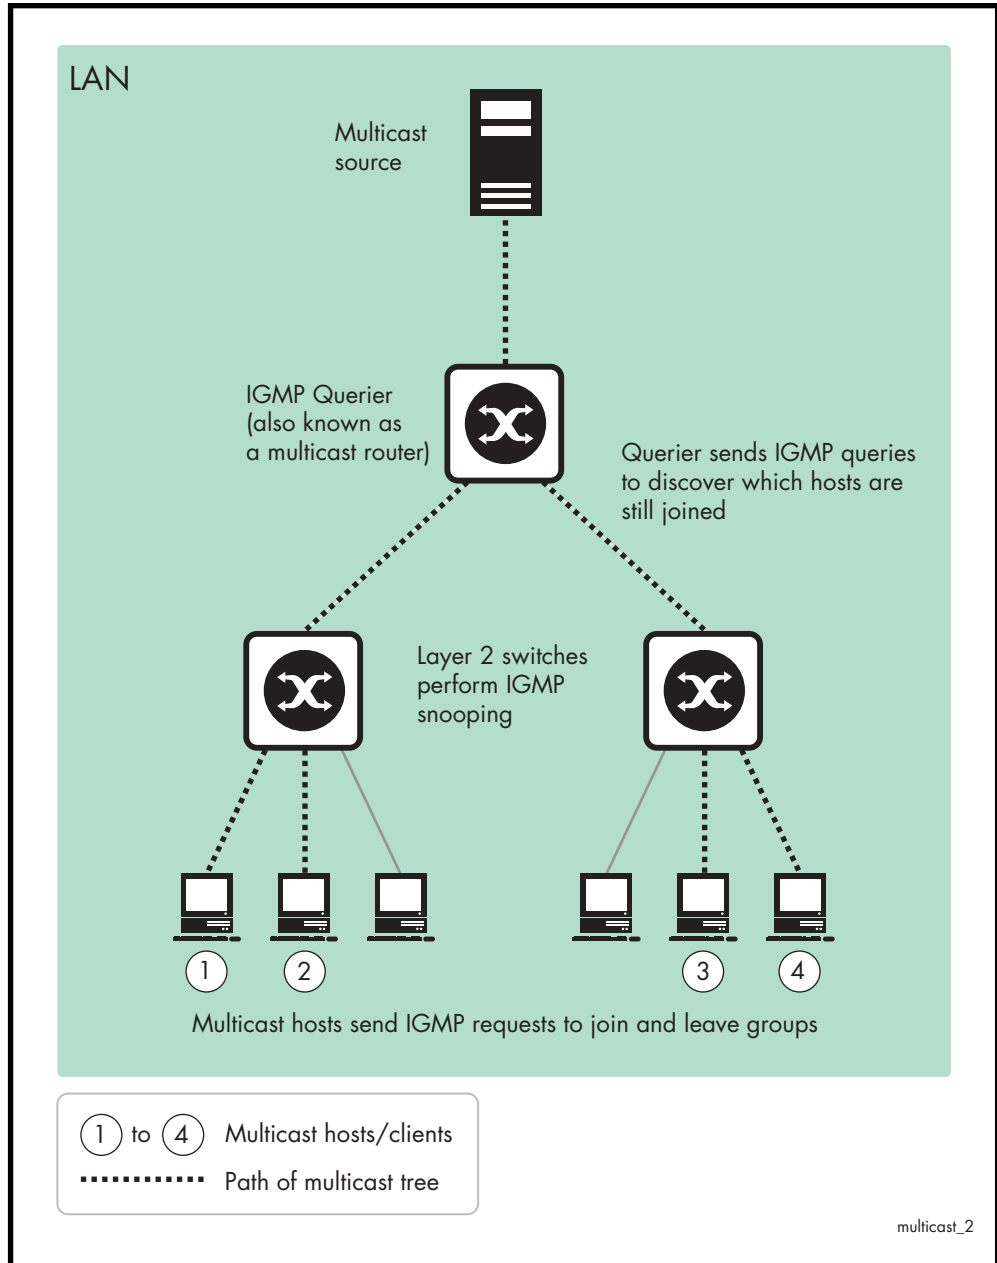 LAN
Multicast
source
IGMP Querier
(also known as
a multicast router)
Querier sends IGMP queries
to discover which hosts are
still joined
Layer 2 switches
perform IGMP
snooping
1
2
3
4
Multicast hosts send IGMP requests to join and leave groups
1 to 4 Multicast hosts/clients
Path of multicast tree
multicast_2